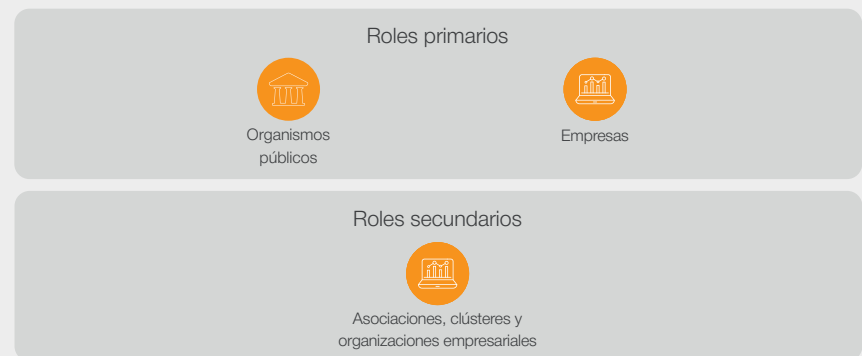 Roles primarios
Organismos
públicos
Empresas
Roles secundarios
Asociaciones, clústeres y
organizaciones empresariales